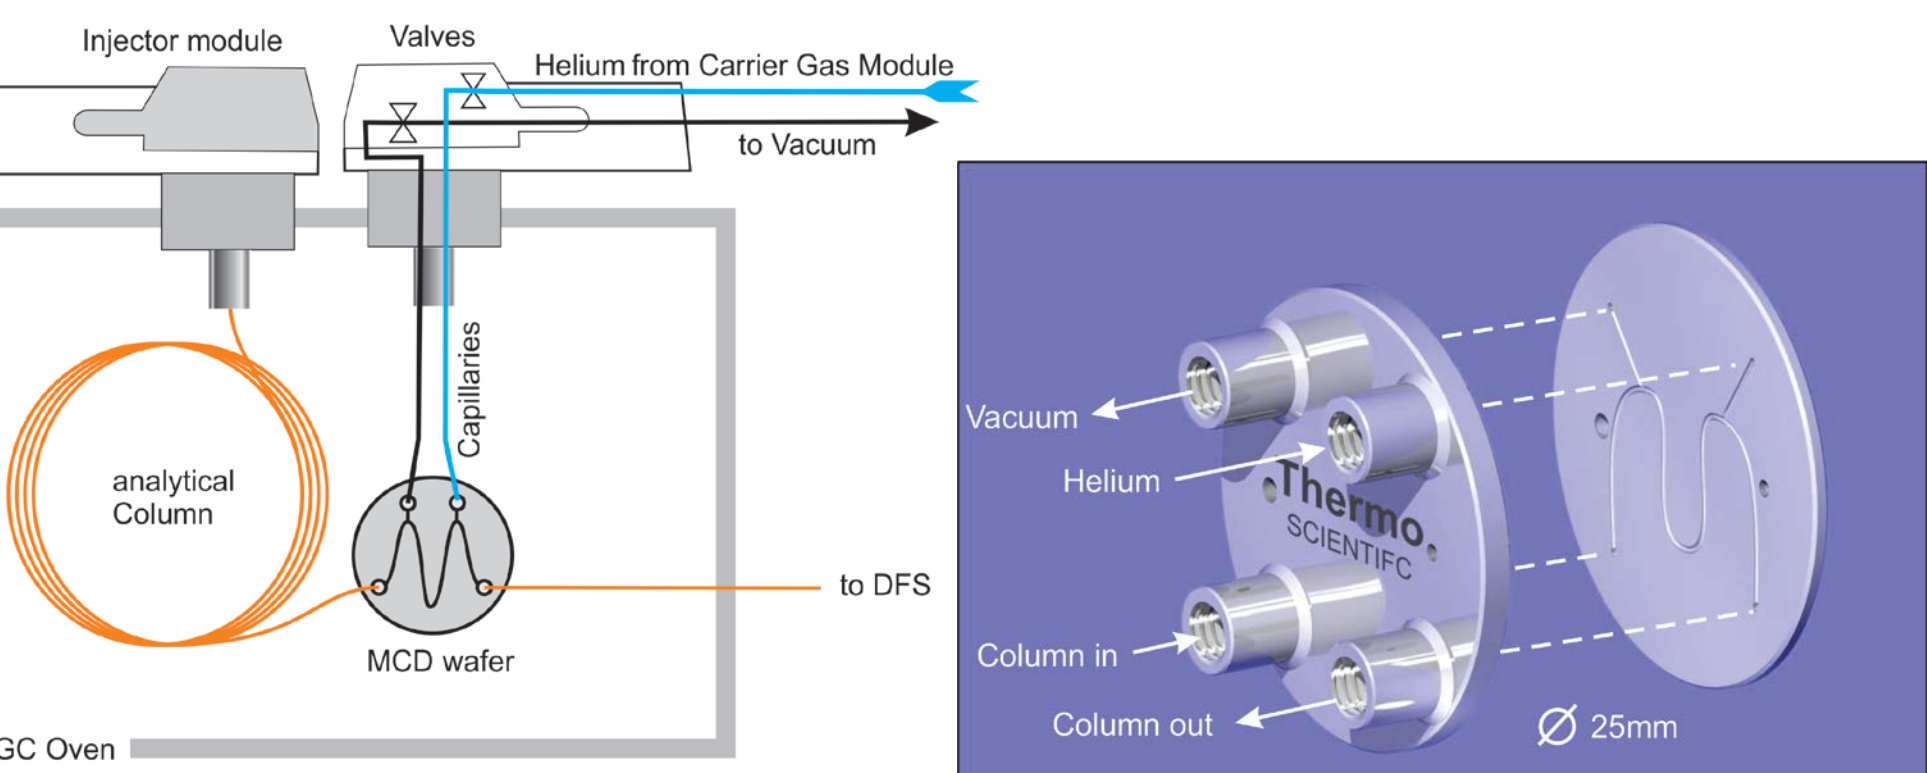 Injector module
Valves
Helium from Carrier Gas Module
to Vacuum
Capillaries
analytical
Column
to DFS
MCD wafer
GC Oven
Vacuum
Helium
Thermo
SCIENTIFC
Column in
Column out
Ø 25mm